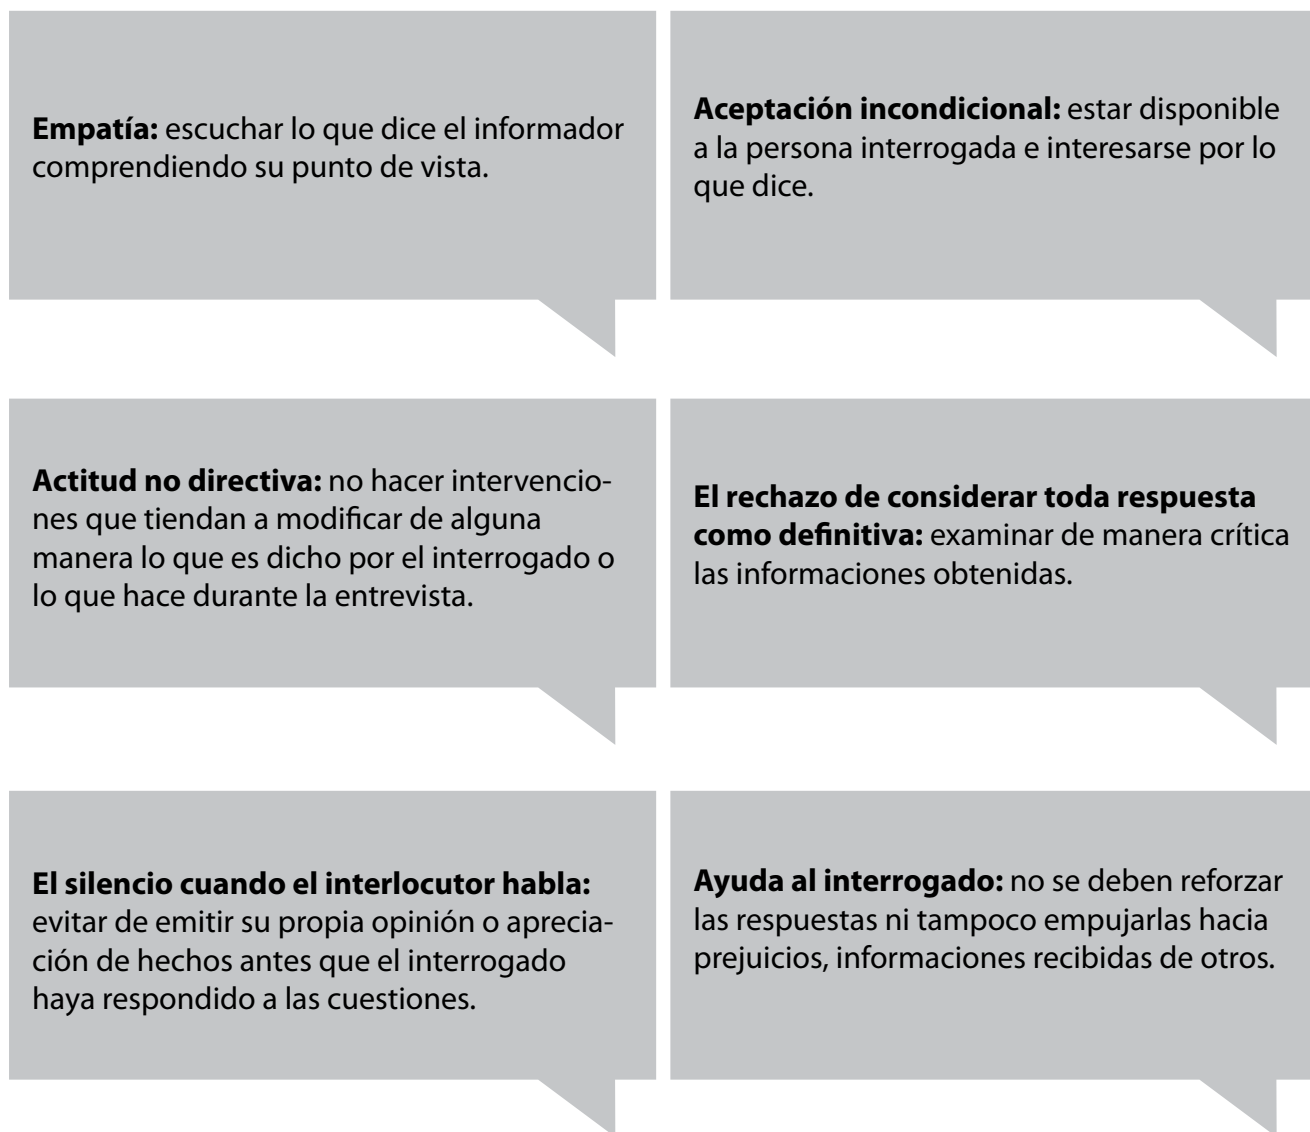 Empatía: escuchar lo que dice el informador
comprendiendo su punto de vista.
Aceptación incondicional: estar disponible
a la persona interrogada e interesarse por lo
que dice.
Actitud no directiva: no hacer intervencio-
nes que tiendan a modificar de alguna
manera lo que es dicho por el interrogado o
lo que hace durante la entrevista.
El rechazo de considerar toda respuesta
como definitiva: examinar de manera crítica
las informaciones obtenidas.
El silencio cuando el interlocutor habla:
evitar de emitir su propia opinión o aprecia-
ción de hechos antes que el interrogado
haya respondido a las cuestiones.
Ayuda al interrogado: no se deben reforzar
las respuestas ni tampoco empujarlas hacia
prejuicios, informaciones recibidas de otros.